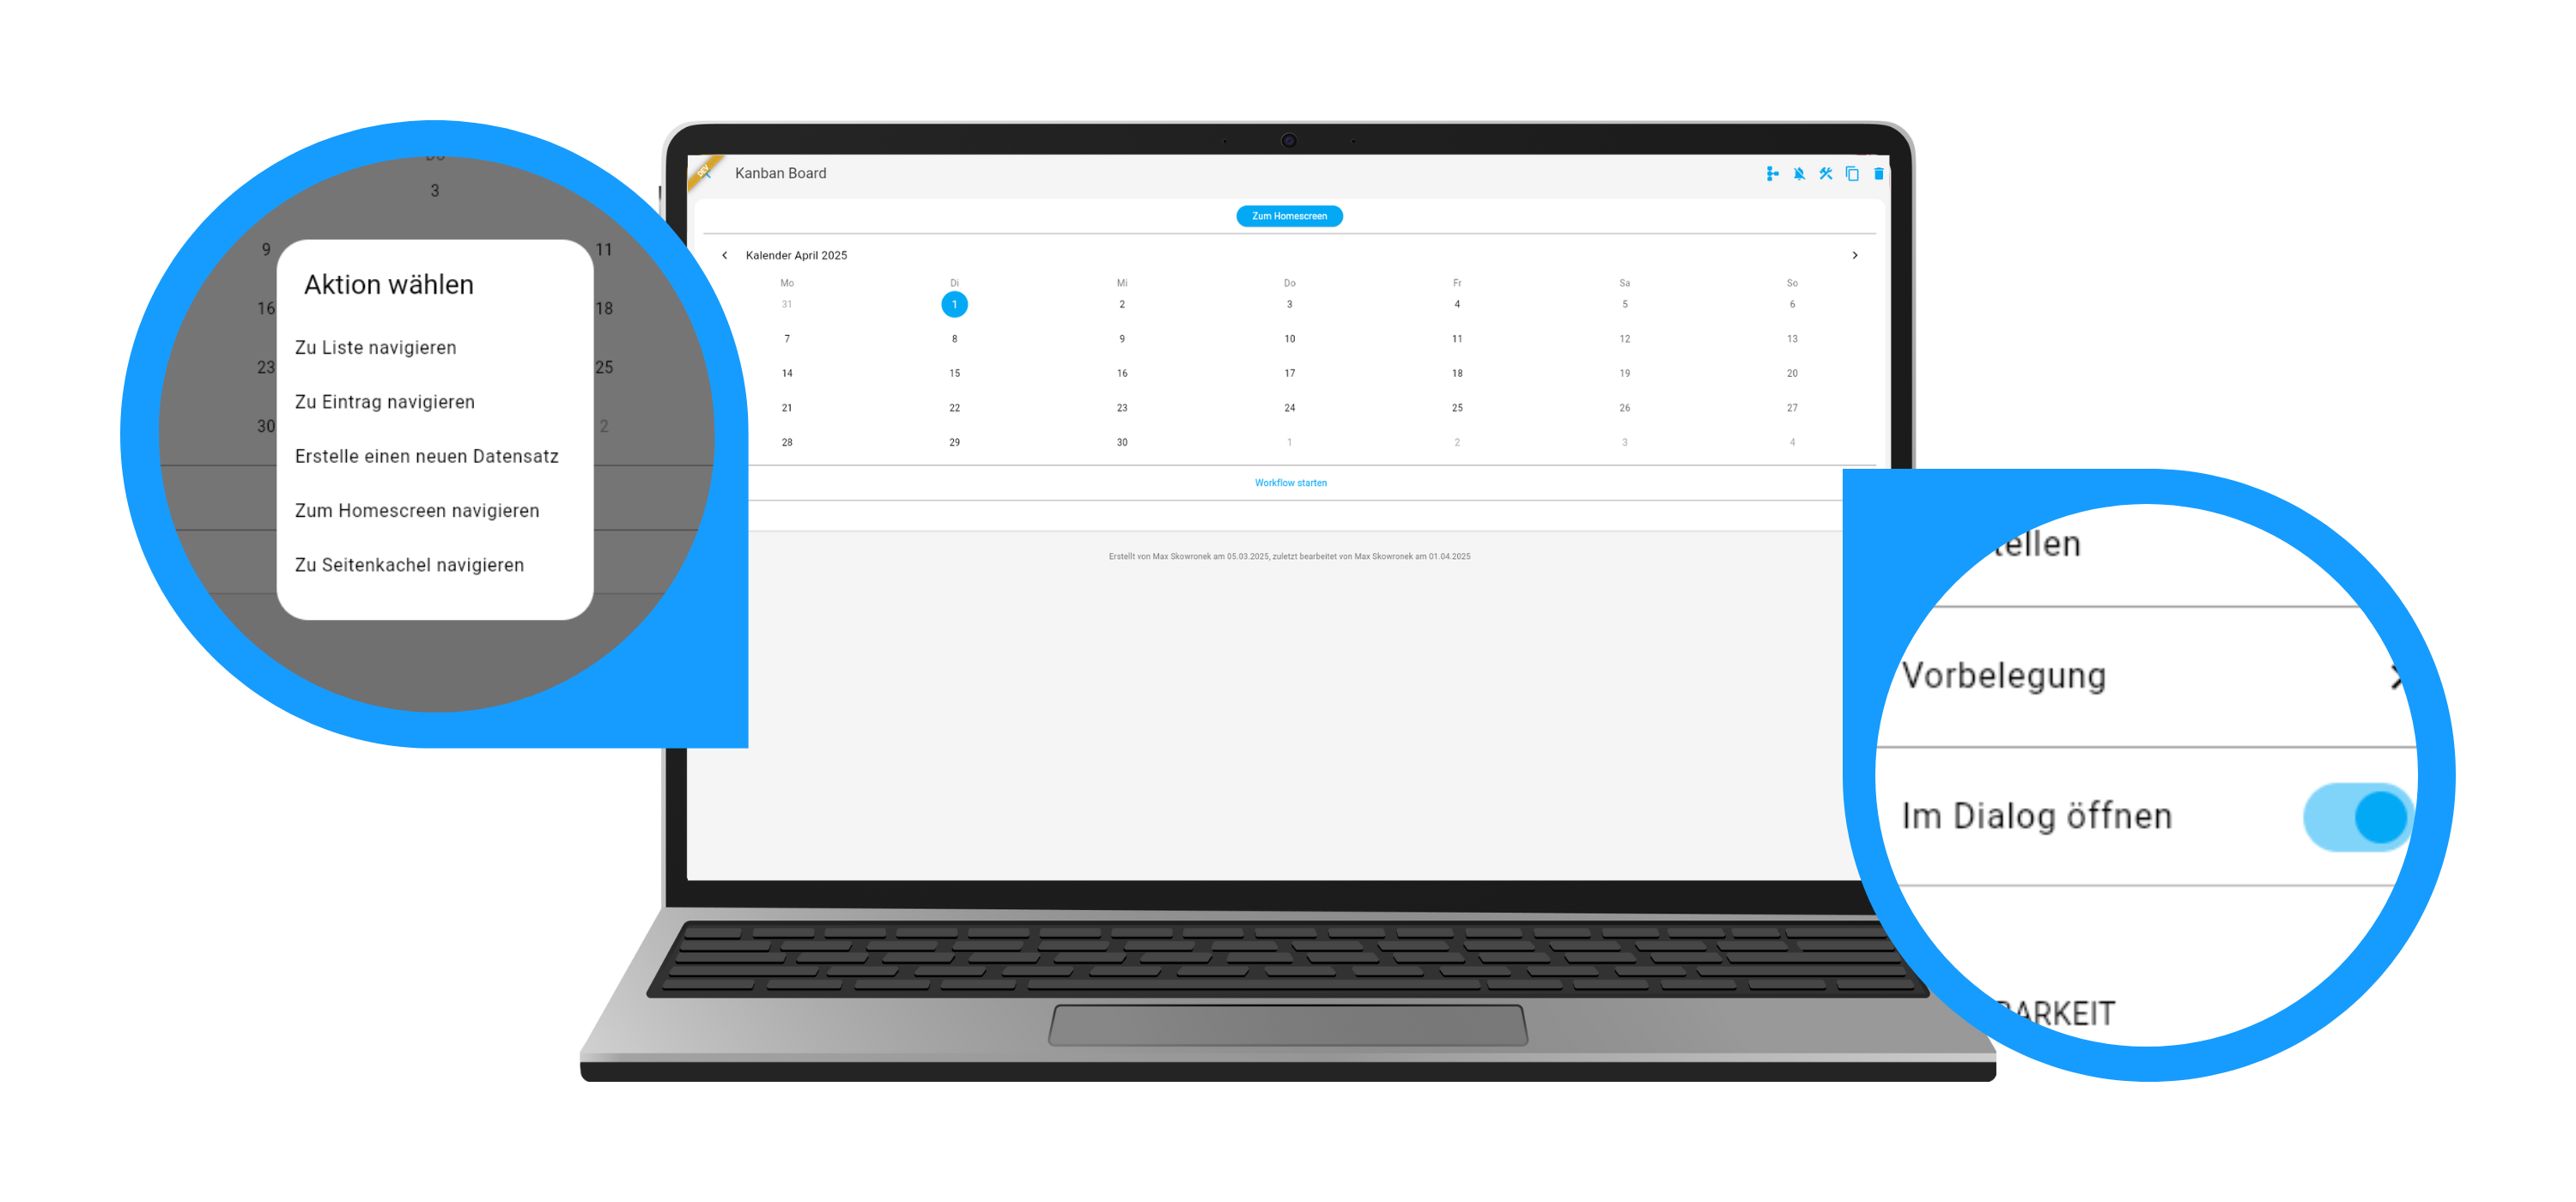 3
9 11
16 18
23 25
30 2
Aktion wählen
Zu Liste navigieren
Zu Eintrag navigieren
Erstelle einen neuen Datensatz
Zum Homescreen navigieren
Zu Seitenkachel navigieren
DEV
Kanban Board
Zum Homescreen
Kalender April 2025
Mo Di Mi Do Fr Sa So
31 1 2 3 4 5 6
7 8 9 10 11 12 13
14 15 16 17 18 19 20
21 22 23 24 25 26 27
28 29 30 1 2 3 4
Workflow starten
Erstellt von Max Skowronek am 05.03.2025, zuletzt bearbeitet von Max Skowronek am 01.04.2025
tellen
Vorbelegung
Im Dialog öffnen
ARKEIT